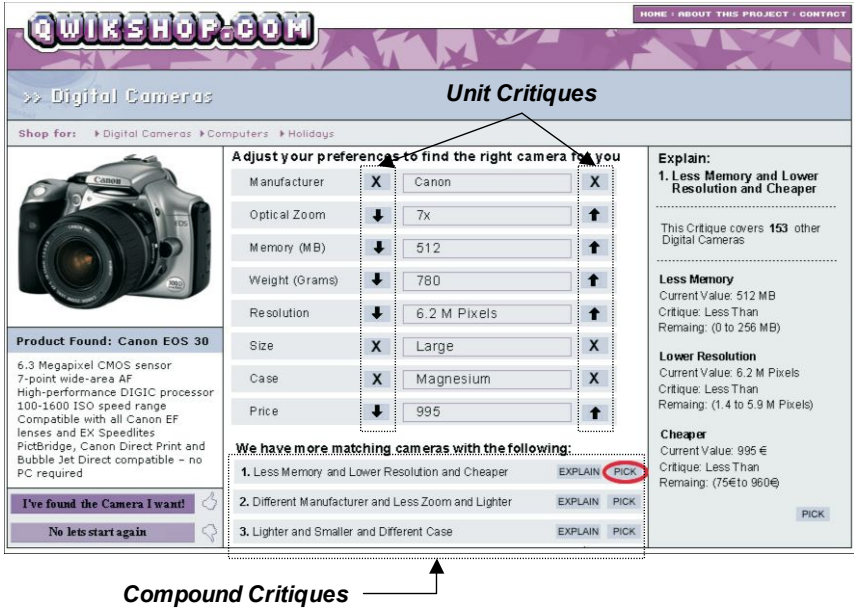 QWIKSHOP.COM
HOME : ABOUT THIS PROJECT : CONTACT
>> Digital Cameras
Unit Critiques
Shop for: Digital Cameras Computers Holidays
Canon
EOS
Product Found: Canon EOS 30
6.3 Megapixel CMOS sensor
7-point wide-area AF
High-performance DIGIC processor
100-1600 ISO speed range
Compatible with all Canon EF
lenses and EX Speedlites
PictBridge, Canon Direct Print and
Bubble Jet Direct compatible – no
PC required
I've found the Camera I want!
No lets start again
Adjust your preferences to find the right camera for you
Manufacturer X Canon X
Optical Zoom 7x
Memory (MB) 512
Weight (Grams) 780
Resolution 6.2 M Pixels
Size X Large X
Case X Magnesium X
Price 995
We have more matching cameras with the following:
1. Less Memory and Lower Resolution and Cheaper EXPLAIN PICK
2. Different Manufacturer and Less Zoom and Lighter EXPLAIN PICK
3. Lighter and Smaller and Different Case EXPLAIN PICK
Explain:
1. Less Memory and Lower
Resolution and Cheaper
This Critique covers 153 other
Digital Cameras
Less Memory
Current Value: 512 MB
Critique: Less Than
Remaing: (0 to 256 MB)
Lower Resolution
Current Value: 6.2 M Pixels
Critique: Less Than
Remaing: (1.4 to 5.9 M Pixels)
Cheaper
Current Value: 995 €
Critique: Less Than
Remaing: (75€to 960€)
PICK
Compound Critiques